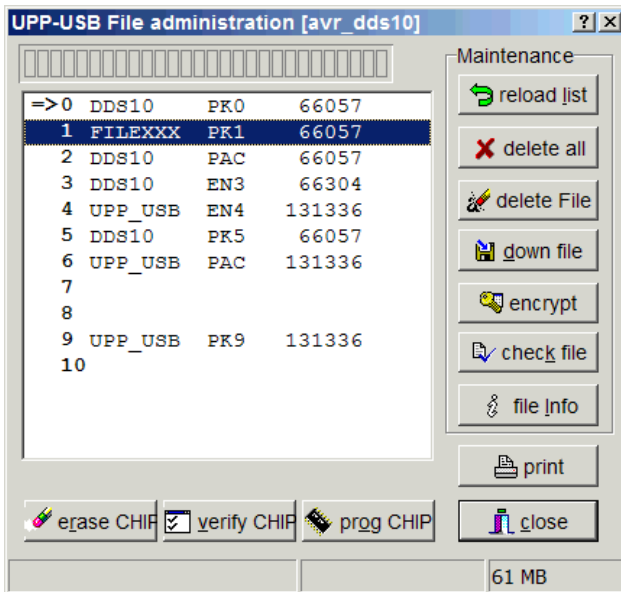 UPP-USB File administration [avr_dds10]
=>0 DDS10 PK0 66057
1 FILEXXX PK1 66057
2 DDS10 PAC 66057
3 DDS10 EN3 66304
4 UPP_USB EN4 131336
5 DDS10 PK5 66057
6 UPP_USB PAC 131336
7
8
9 UPP_USB PK9 131336
10
Maintenance
reload list
delete all
delete File
down file
encrypt
check file
file Info
print
erase CHIP
verify CHIP
prog CHIP
close
61 MB